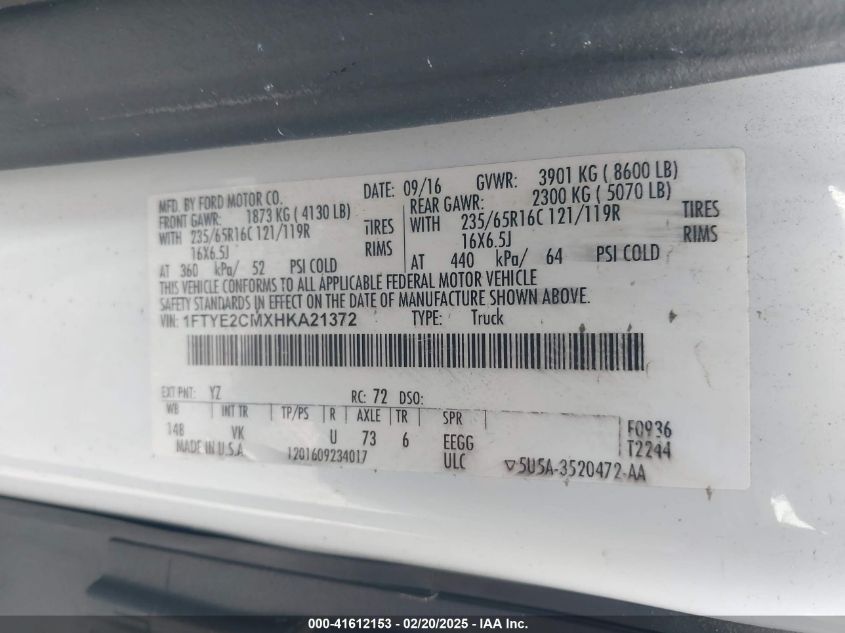 MFD. BY FORD MOTOR CO. DATE: 09/16 GVWR: 3901 KG ( 8600 LB)
FRONT GAWR: 1873 KG ( 4130 LB) REAR GAWR: 2300 KG ( 5070 LB)
WITH 235/65R16C 121/119R TIRES WITH 235/65R16C 121/119R TIRES
16X6.5J RIMS 16X6.5J RIMS
AT 360 kPa/ 52 PSI COLD AT 440 kPa/ 64 PSI COLD
THIS VEHICLE CONFORMS TO ALL APPLICABLE FEDERAL MOTOR VEHICLE
SAFETY STANDARDS IN EFFECT ON THE DATE OF MANUFACTURE SHOWN ABOVE.
VIN: 1FTYE2CMXHKA21372 TYPE: Truck
EXT PNT: YZ RC: 72 DSO:
WB INT TR TP/PS R AXLE TR SPR F0936
148 VK U 73 6 EEGG T2244
MADE IN U.S.A 1201609234017 ULC 5U5A-3520472-AA
000-41612153 — 02/20/2025 — IAAI Inc.